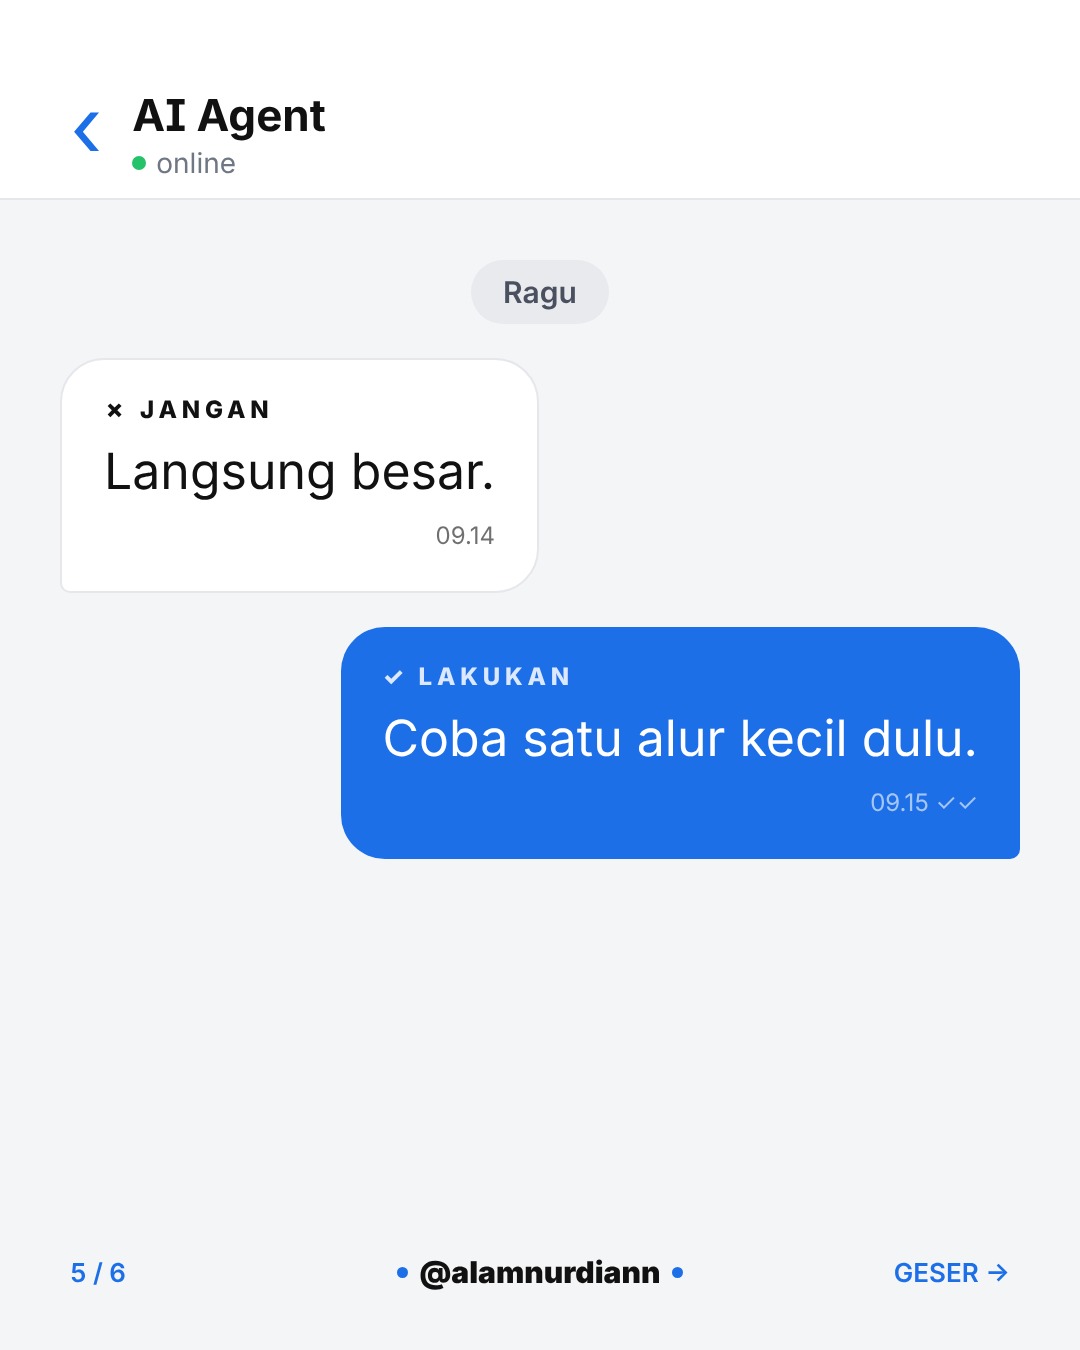 AI Agent
online
Ragu
× JANGAN
Langsung besar.
09.14
✓ LAKUKAN
Coba satu alur kecil dulu.
09.15 ✓✓
5 / 6
• @alamnurdiann •
GESER →